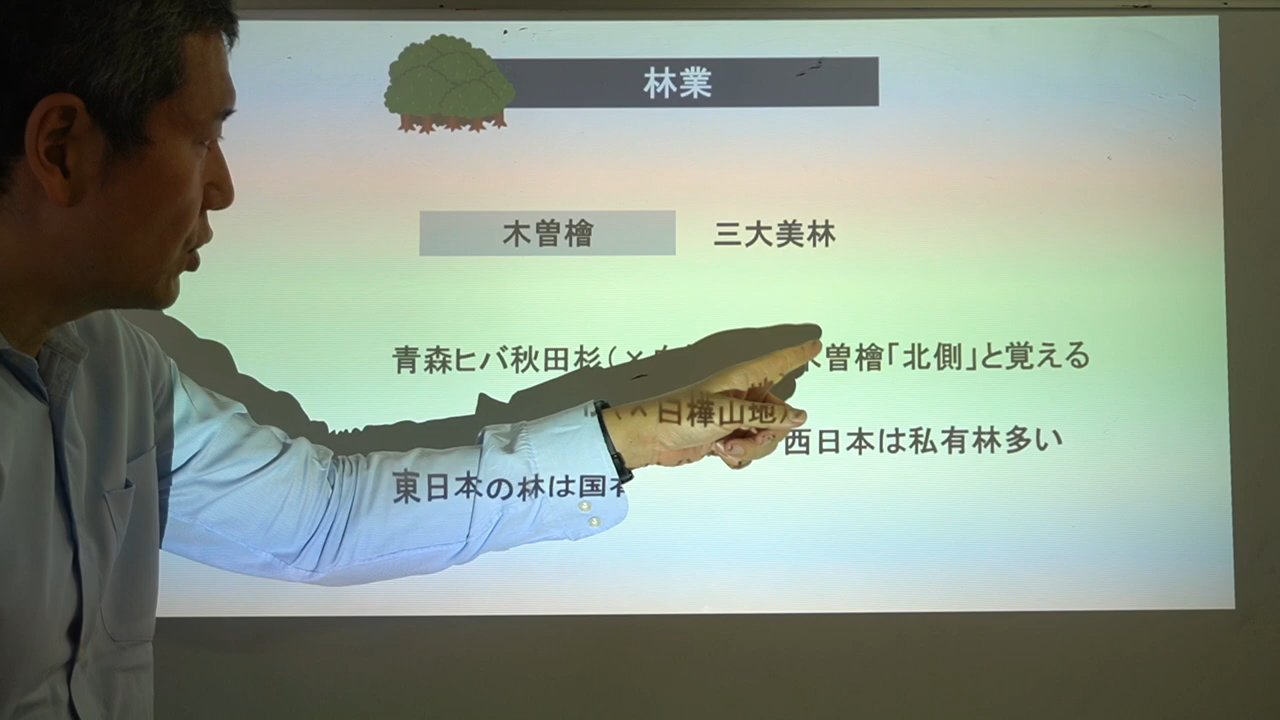 林業
木曽檜
三大美林
青森ヒバ秋田杉(×白樺山地)木曽檜「北側」と覚える
東日本の林は国 西日本は私有林多い